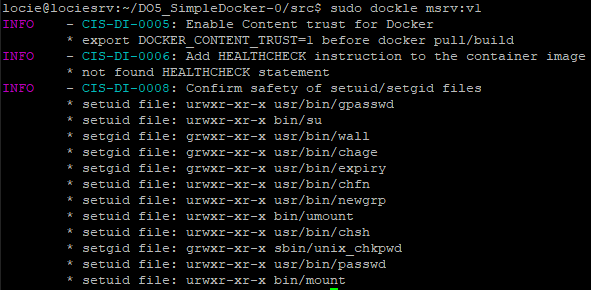 locie@lociesrv:~/DO5_SimpleDocker-0/src$ sudo dockle msrv:v1
INFO    - CIS-DI-0005: Enable Content trust for Docker
        * export DOCKER_CONTENT_TRUST=1 before docker pull/build
INFO    - CIS-DI-0006: Add HEALTHCHECK instruction to the container image
        * not found HEALTHCHECK statement
INFO    - CIS-DI-0008: Confirm safety of setuid/setgid files
        * setuid file: urwxr-xr-x usr/bin/gpasswd
        * setuid file: urwxr-xr-x bin/su
        * setgid file: grwxr-xr-x usr/bin/wall
        * setgid file: grwxr-xr-x usr/bin/chage
        * setgid file: grwxr-xr-x usr/bin/expiry
        * setuid file: urwxr-xr-x usr/bin/chfn
        * setuid file: urwxr-xr-x usr/bin/newgrp
        * setuid file: urwxr-xr-x bin/umount
        * setuid file: urwxr-xr-x usr/bin/chsh
        * setgid file: grwxr-xr-x sbin/unix_chkpwd
        * setuid file: urwxr-xr-x usr/bin/passwd
        * setuid file: urwxr-xr-x bin/mount